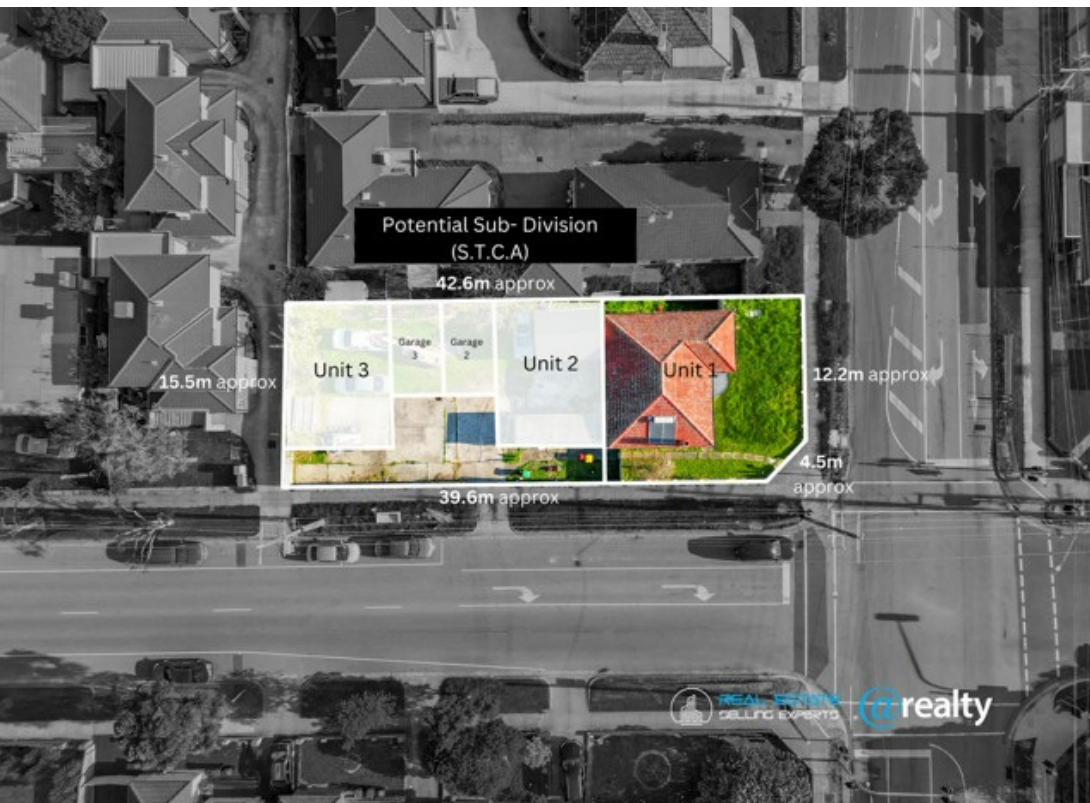 Potential Sub- Division
(S.T.C.A)
42.6m approx
Garage
3
Garage
2
Unit 3
Unit 2
Unit 1
15.5m approx
12.2m approx
4.5m
approx
39.6m approx
REAL ESTATE
SELLING EXPERTS
@realty